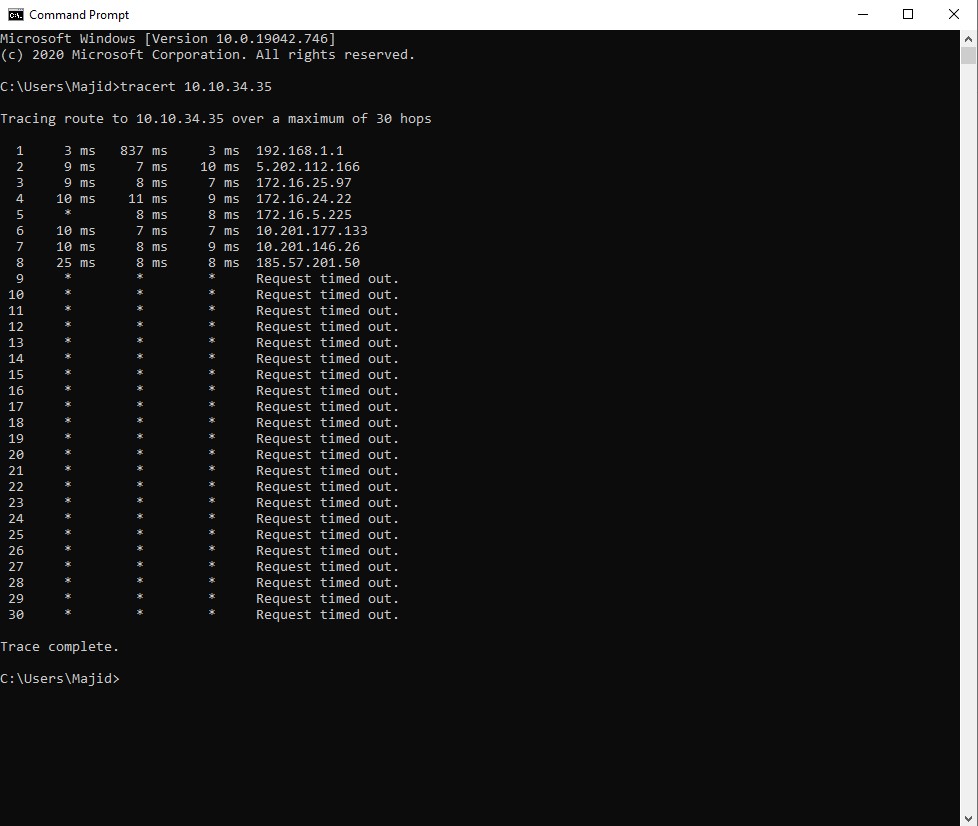 Command Prompt
Microsoft Windows [Version 10.0.19042.746]
(c) 2020 Microsoft Corporation. All rights reserved.
C:\Users\Majid>tracert 10.10.34.35
Tracing route to 10.10.34.35 over a maximum of 30 hops
1 3 ms 837 ms 3 ms 192.168.1.1
2 9 ms 7 ms 10 ms 5.202.112.166
3 9 ms 8 ms 7 ms 172.16.25.97
4 10 ms 11 ms 9 ms 172.16.24.22
5 * 8 ms 8 ms 172.16.5.225
6 10 ms 7 ms 7 ms 10.201.177.133
7 10 ms 8 ms 9 ms 10.201.146.26
8 25 ms 8 ms 8 ms 185.57.201.50
9 * * * Request timed out.
10 * * * Request timed out.
11 * * * Request timed out.
12 * * * Request timed out.
13 * * * Request timed out.
14 * * * Request timed out.
15 * * * Request timed out.
16 * * * Request timed out.
17 * * * Request timed out.
18 * * * Request timed out.
19 * * * Request timed out.
20 * * * Request timed out.
21 * * * Request timed out.
22 * * * Request timed out.
23 * * * Request timed out.
24 * * * Request timed out.
25 * * * Request timed out.
26 * * * Request timed out.
27 * * * Request timed out.
28 * * * Request timed out.
29 * * * Request timed out.
30 * * * Request timed out.
Trace complete.
C:\Users\Majid>